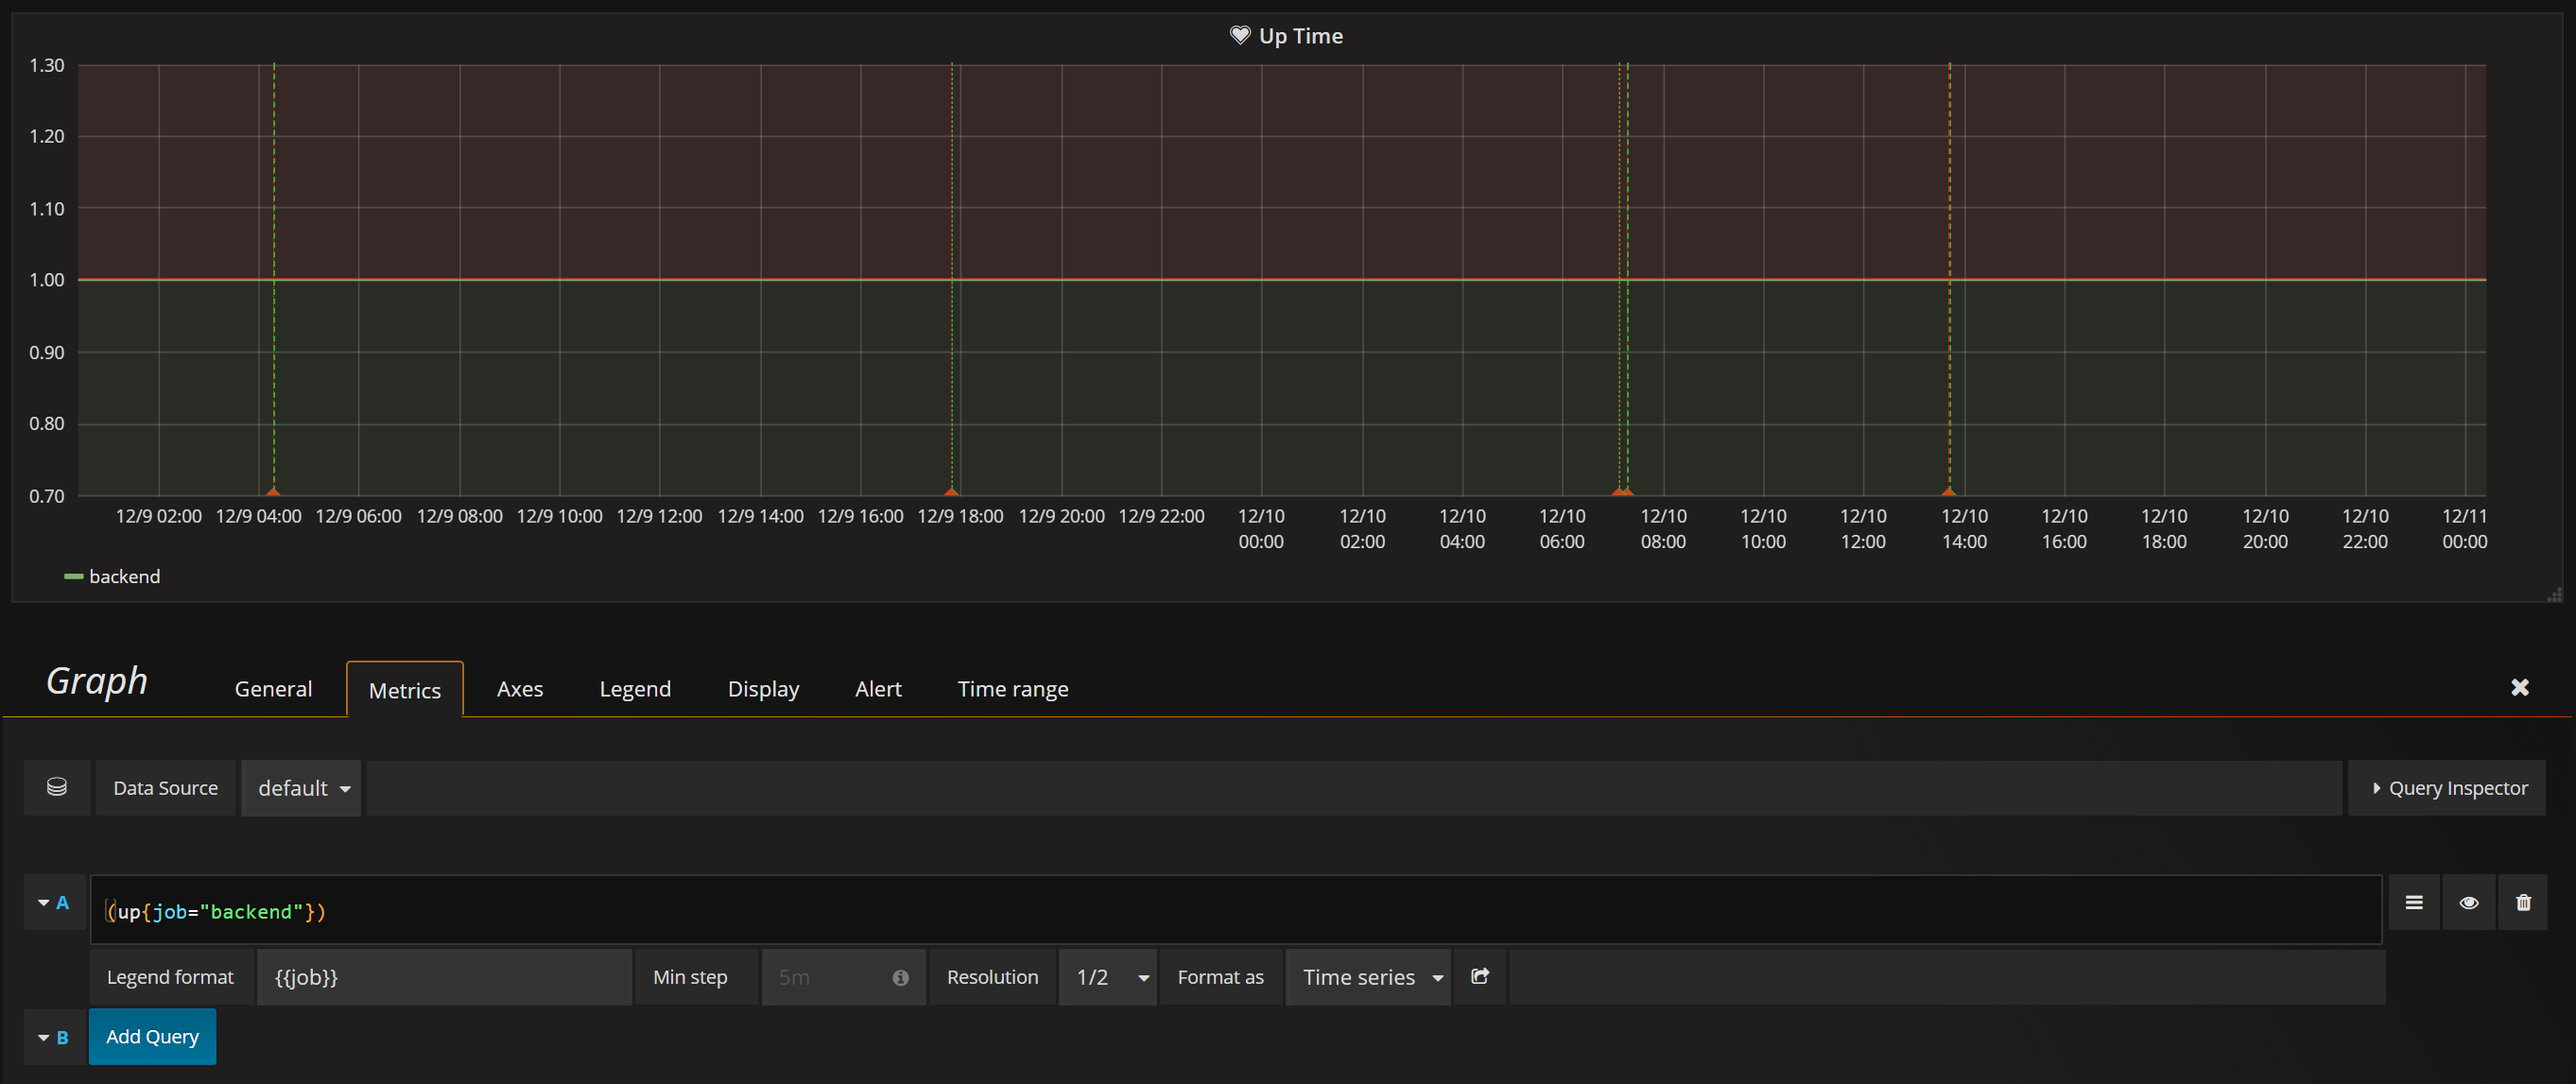 Up Time
1.30
1.20
1.10
1.00
0.90
0.80
0.70
12/9 02:00 12/9 04:00 12/9 06:00 12/9 08:00 12/9 10:00 12/9 12:00 12/9 14:00 12/9 16:00 12/9 18:00 12/9 20:00 12/9 22:00 12/10 12/10 12/10 12/10 12/10 12/10 12/10 12/10 12/10 12/10 12/10 12/10 12/11
00:00 02:00 04:00 06:00 08:00 10:00 12:00 14:00 16:00 18:00 20:00 22:00 00:00
backend
Graph General Metrics Axes Legend Display Alert Time range
Data Source default Query Inspector
A (up{job="backend"})
Legend format {{job}} Min step 5m Resolution 1/2 Format as Time series
B Add Query